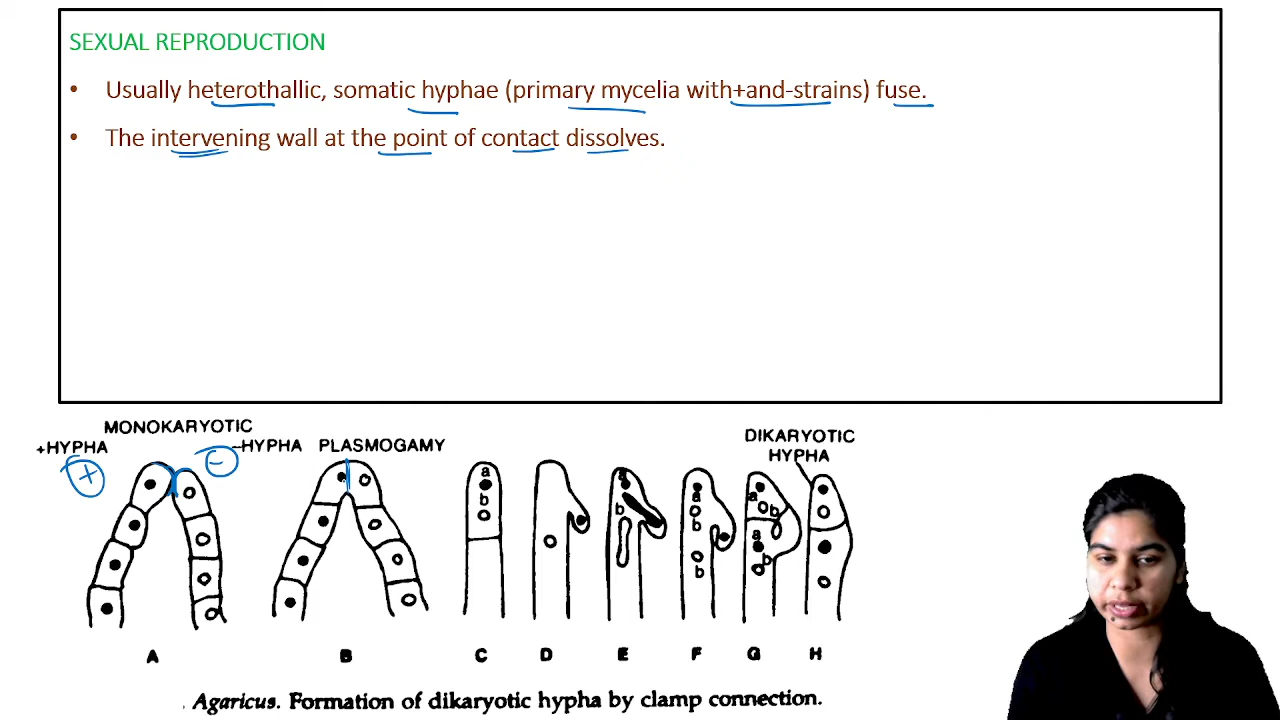 SEXUAL REPRODUCTION
• Usually heterothallic, somatic hyphae (primary mycelia with+and-strains) fuse.
• The intervening wall at the point of contact dissolves.
MONOKARYOTIC
+HYPHA
–HYPHA
+
-
PLASMOGAMY
DIKARYOTIC
HYPHA
a
b
a
b
a
b
b
a
b
a
b
A B C D E F G H
Agaricus. Formation of dikaryotic hypha by clamp connection.